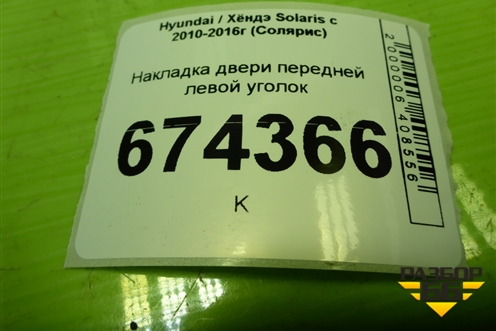 Hyundai / Хёндэ Solaris с
2010-2016г (Солярис)
Накладка двери передней
левой уголок
674366
К
2000006408556
РАЗБОР